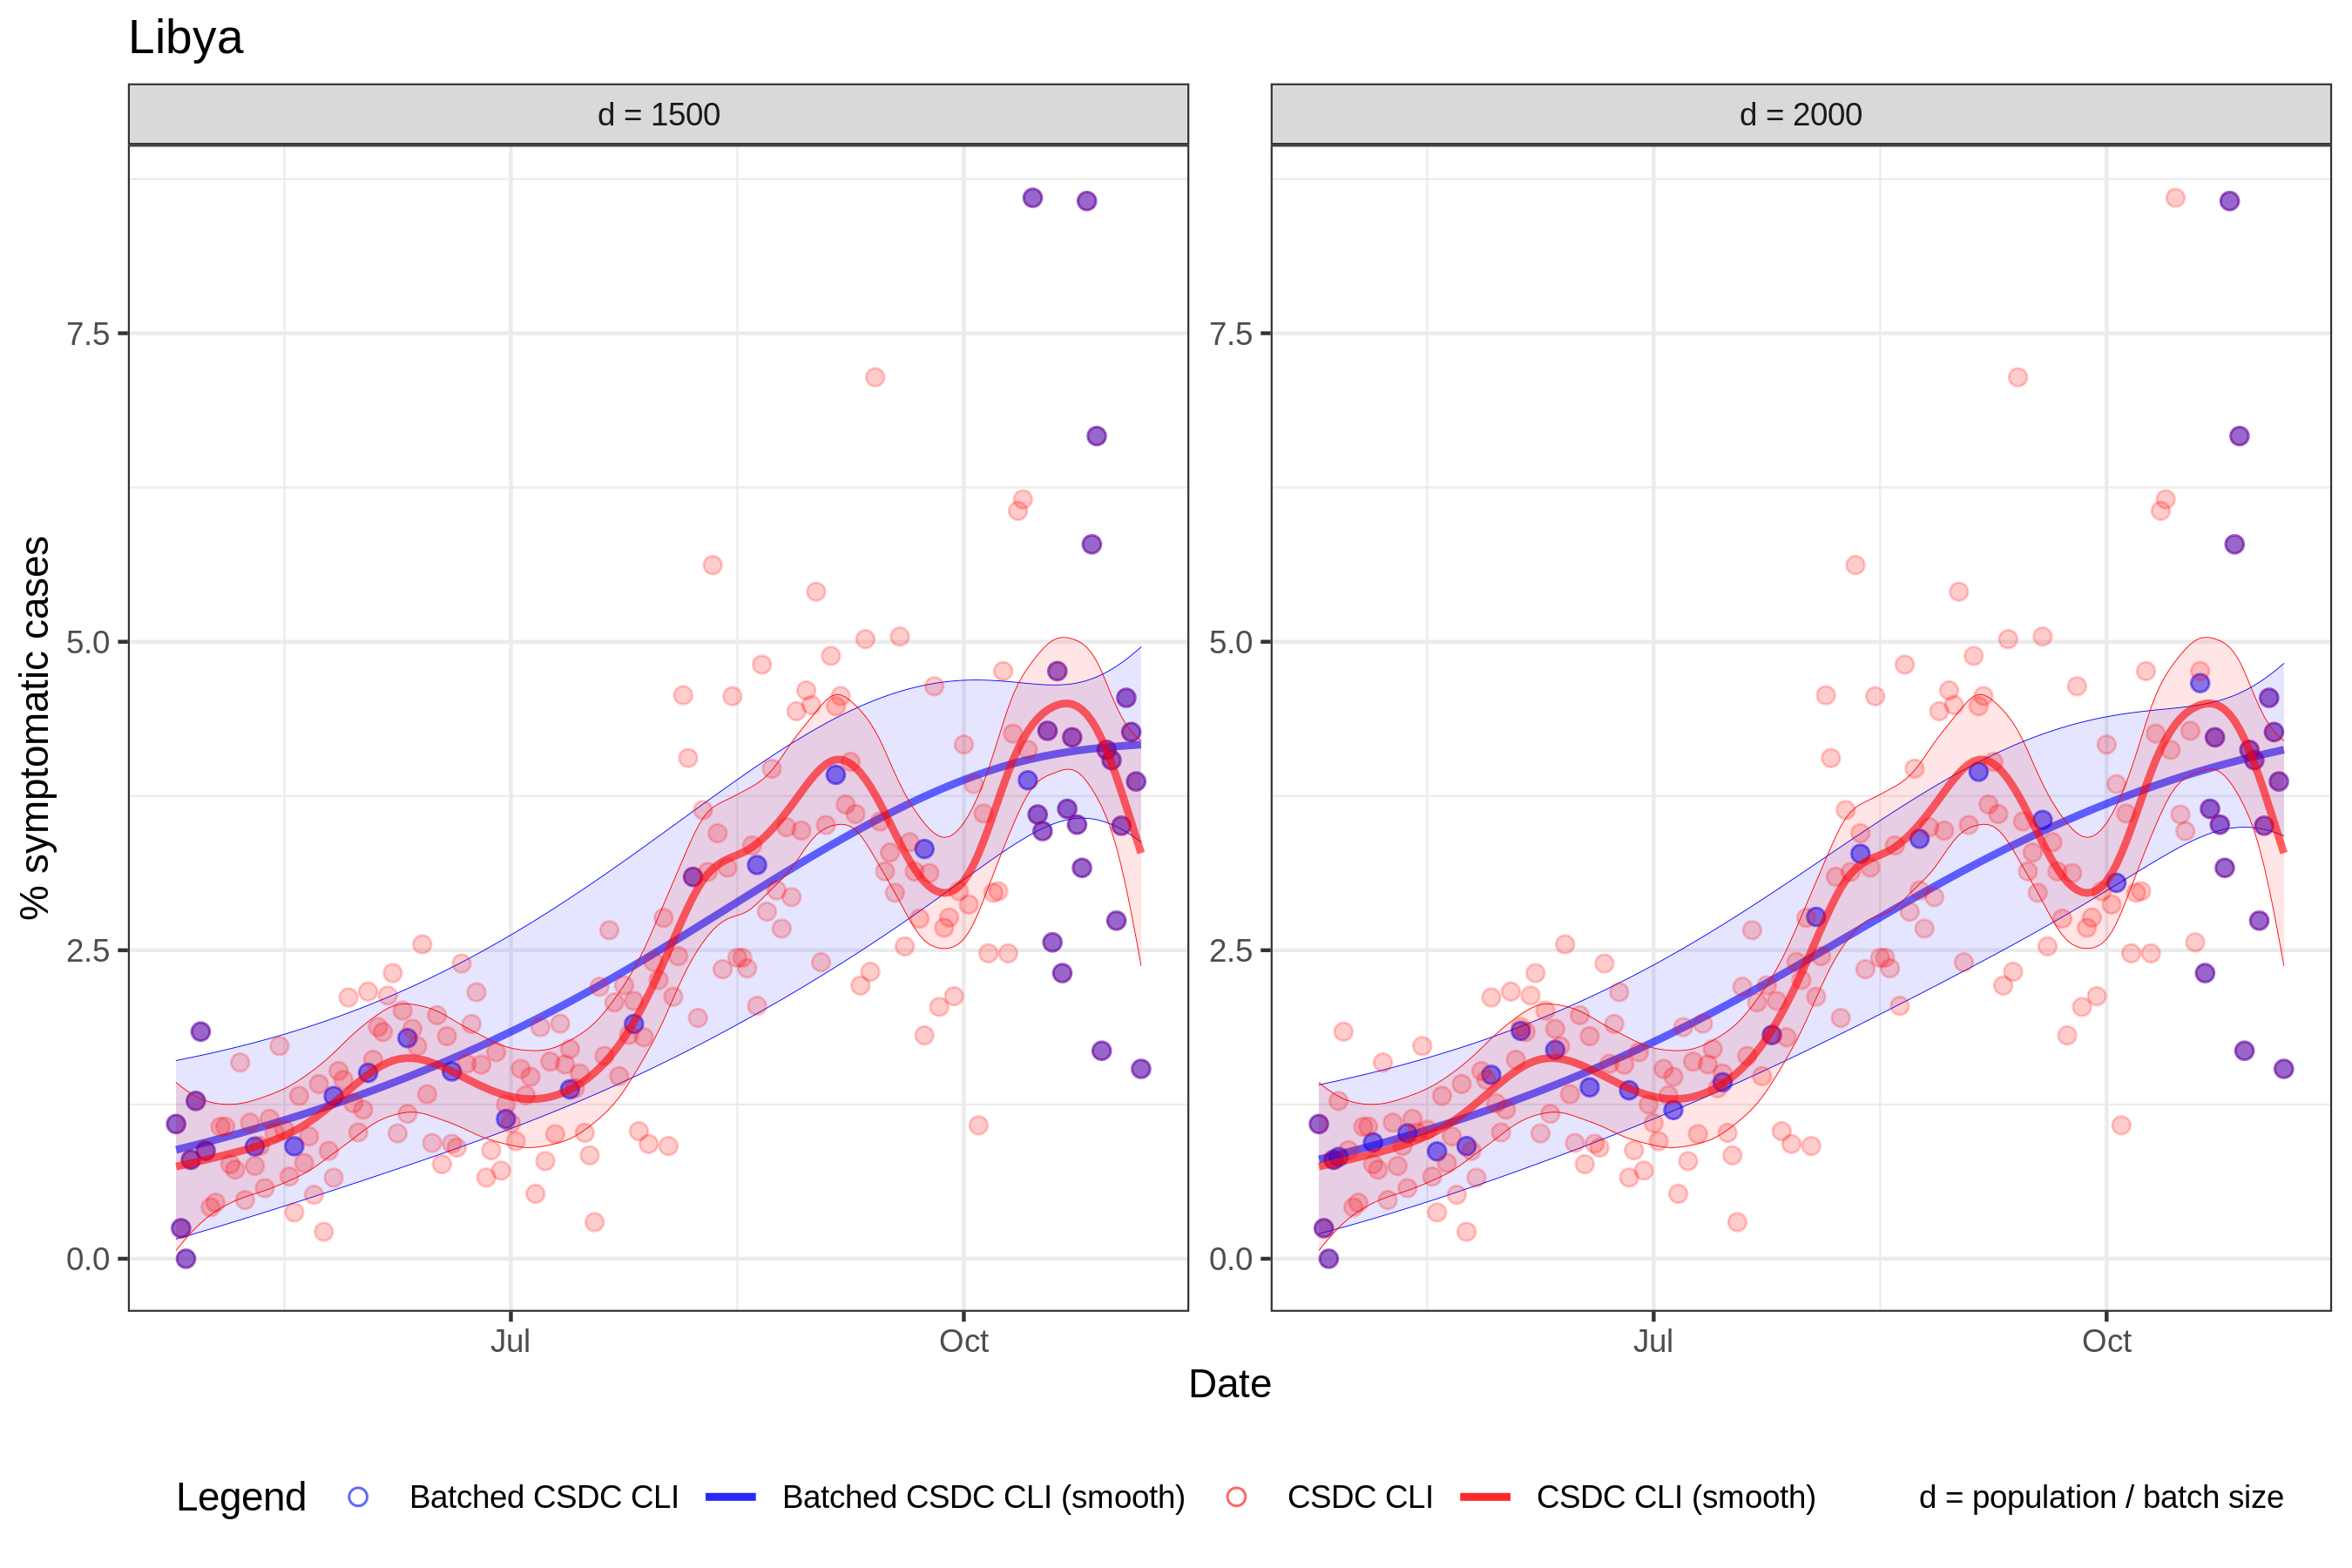 Libya
d = 1500
d = 2000
% symptomatic cases
7.5
5.0
2.5
0.0
7.5
5.0
2.5
0.0
Jul
Oct
Jul
Oct
Date
Legend
Batched CSDC CLI
Batched CSDC CLI (smooth)
CSDC CLI
CSDC CLI (smooth)
d = population / batch size